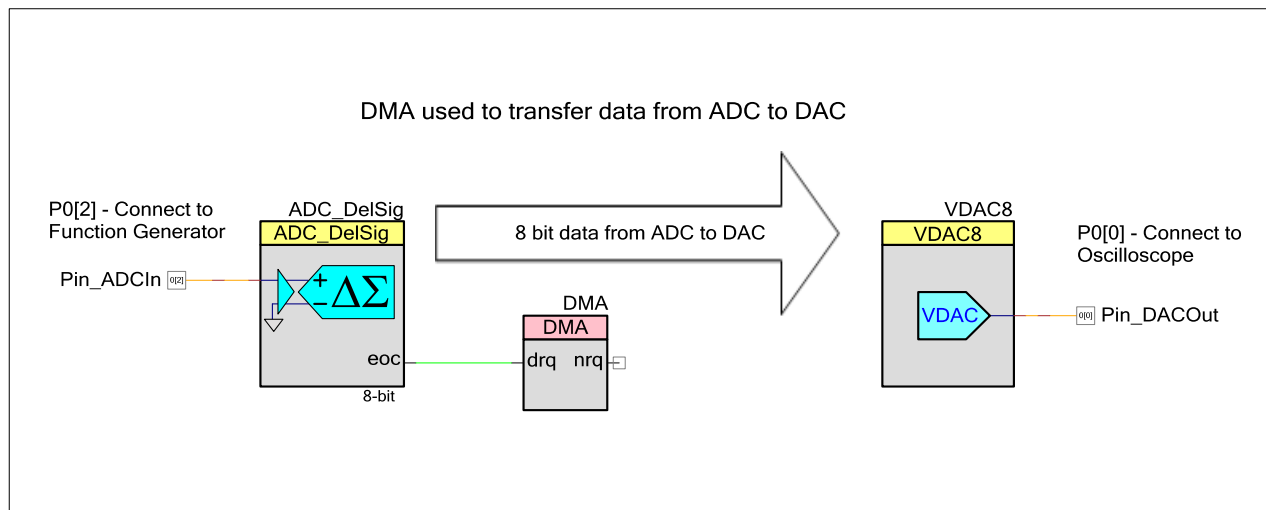 DMA used to transfer data from ADC to DAC
P0[2] - Connect to
Function Generator
ADC_DelSig
ADC_DelSig
8 bit data from ADC to DAC
VDAC8
VDAC8
P0[0] - Connect to
Oscilloscope
Pin_ADCIn
0[2]
+
−
ΔΣ
DMA
DMA
VDAC
0[0]
Pin_DACOut
eoc
drq
nrq
8-bit